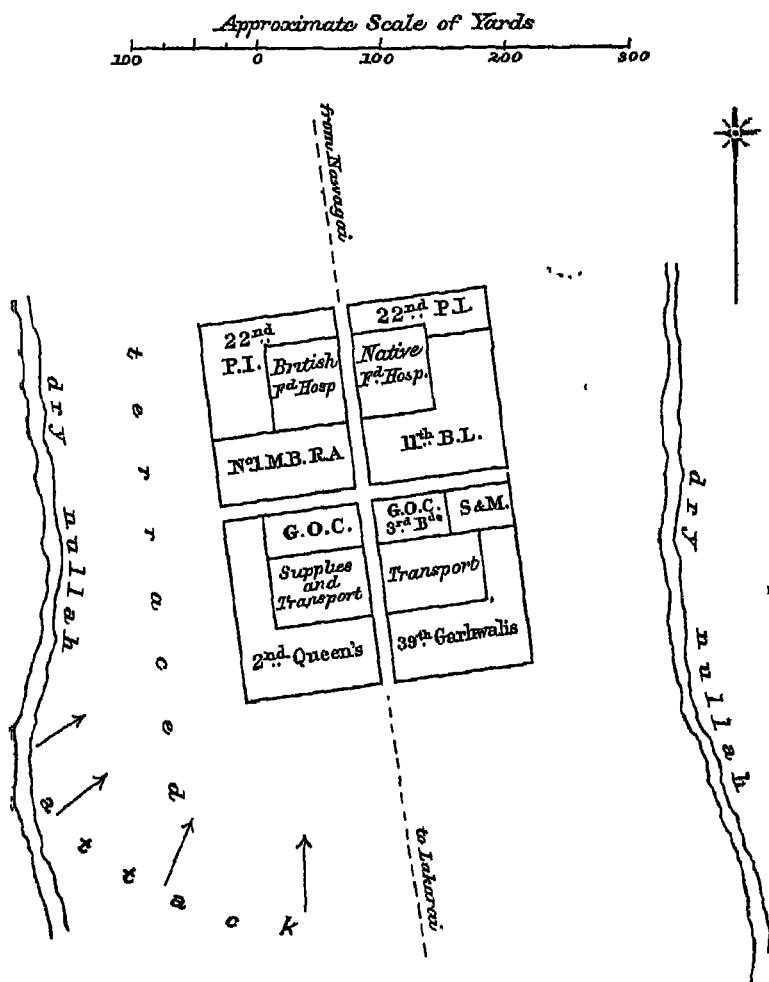 Approximate Scale of Yards
100 0 100 200 300
from Nawagai
22nd P.I.
22nd
P.I.
British
Fd Hosp
Native
Fd Hosp.
No 1 M.B.R.A
11th B.L.
G.O.C.
G.O.C.
3rd Bde
S & M.
Supplies
and
Transport
Transport
2nd Queen's
39th Garhwalis
dry nullah
terraced
dry nullah
attack
to Lakarai